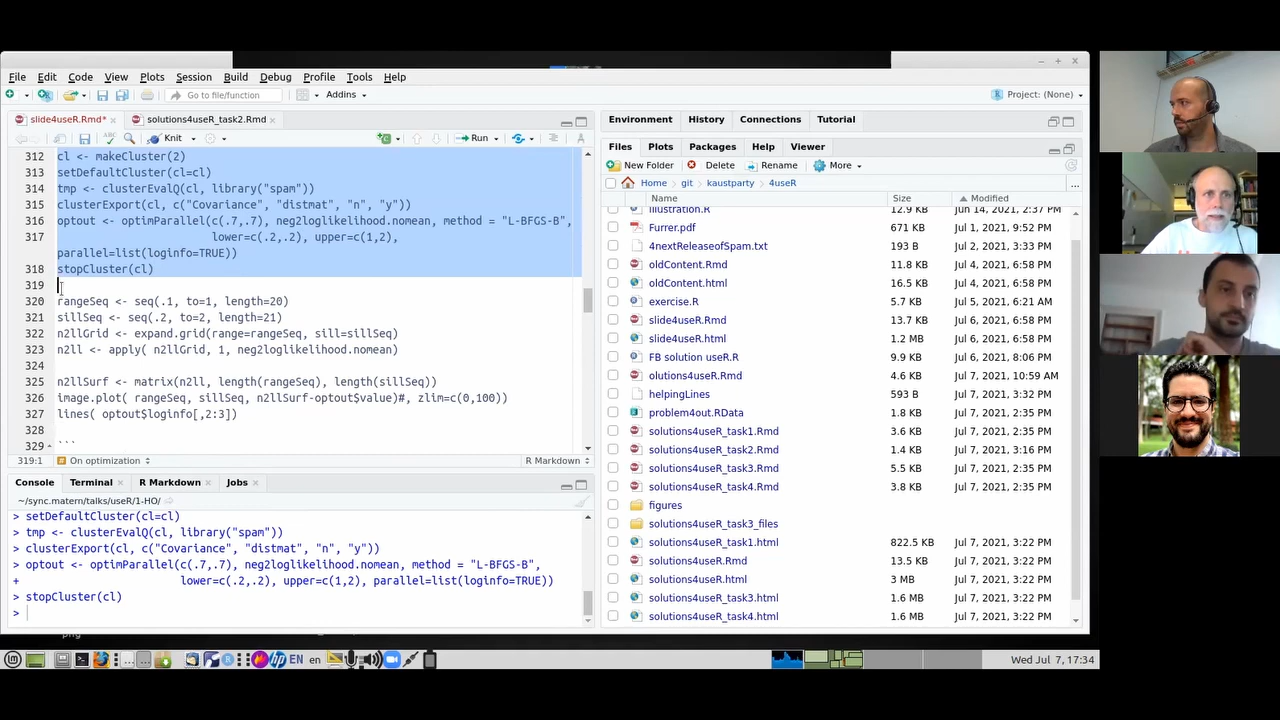 File Edit Code View Plots Session Build Debug Profile Tools Help
Go to file/function Addins Project: (None)
slide4useR.Rmd* solutions4useR_task2.Rmd
Knit Run
312 cl <- makeCluster(2)
313 setDefaultCluster(cl=cl)
314 tmp <- clusterEvalQ(cl, library("spam"))
315 clusterExport(cl, c("Covariance", "distmat", "n", "y"))
316 optout <- optimParallel(c(.7,.7), neg2loglikelihood.nomean, method = "L-BFGS-B",
317 lower=c(.2,.2), upper=c(1,2),
parallel=list(loginfo=TRUE))
318 stopCluster(cl)
319
320 rangeSeq <- seq(.1, to=1, length=20)
321 sillSeq <- seq(.2, to=2, length=21)
322 n2llGrid <- expand.grid(range=rangeSeq, sill=sillSeq)
323 n2ll <- apply( n2llGrid, 1, neg2loglikelihood.nomean)
324
325 n2llSurf <- matrix(n2ll, length(rangeSeq), length(sillSeq))
326 image.plot( rangeSeq, sillSeq, n2llSurf-optout$value)#, zlim=c(0,100))
327 lines( optout$loginfo[,2:3])
328
329 ```
319:1 On optimization R Markdown
Console Terminal R Markdown Jobs
~/sync.matern/talks/useR/1-HO/
> setDefaultCluster(cl=cl)
> tmp <- clusterEvalQ(cl, library("spam"))
> clusterExport(cl, c("Covariance", "distmat", "n", "y"))
> optout <- optimParallel(c(.7,.7), neg2loglikelihood.nomean, method = "L-BFGS-B",
+ lower=c(.2,.2), upper=c(1,2), parallel=list(loginfo=TRUE))
> stopCluster(cl)
>
Environment History Connections Tutorial
Files Plots Packages Help Viewer
New Folder Delete Rename More
Home git kaustparty 4useR ...
Name Size Modified
illustration.R 12.9 KB Jun 14, 2021, 2:37 PM
Furrer.pdf 671 KB Jul 1, 2021, 9:52 PM
4nextReleaseofSpam.txt 193 B Jul 2, 2021, 3:33 PM
oldContent.Rmd 11.8 KB Jul 4, 2021, 6:58 PM
oldContent.html 16.5 KB Jul 4, 2021, 6:58 PM
exercise.R 5.7 KB Jul 5, 2021, 6:21 AM
slide4useR.Rmd 13.7 KB Jul 6, 2021, 6:58 PM
slide4useR.html 1.2 MB Jul 6, 2021, 6:58 PM
FB solution useR.R 9.9 KB Jul 6, 2021, 8:06 PM
olutions4useR.Rmd 4.6 KB Jul 7, 2021, 10:59 AM
helpingLines 593 B Jul 7, 2021, 3:32 PM
problem4out.RData 1.8 KB Jul 7, 2021, 2:35 PM
solutions4useR_task1.Rmd 3.6 KB Jul 7, 2021, 2:35 PM
solutions4useR_task2.Rmd 1.4 KB Jul 7, 2021, 3:16 PM
solutions4useR_task3.Rmd 5.5 KB Jul 7, 2021, 2:35 PM
solutions4useR_task4.Rmd 3.8 KB Jul 7, 2021, 2:35 PM
figures
solutions4useR_task3_files
solutions4useR_task1.html 822.5 KB Jul 7, 2021, 3:22 PM
solutions4useR.Rmd 13.5 KB Jul 7, 2021, 3:22 PM
solutions4useR.html 3 MB Jul 7, 2021, 3:22 PM
solutions4useR_task3.html 1.6 MB Jul 7, 2021, 3:22 PM
solutions4useR_task4.html 1.6 MB Jul 7, 2021, 3:22 PM
png
EN en Wed Jul 7, 17:34